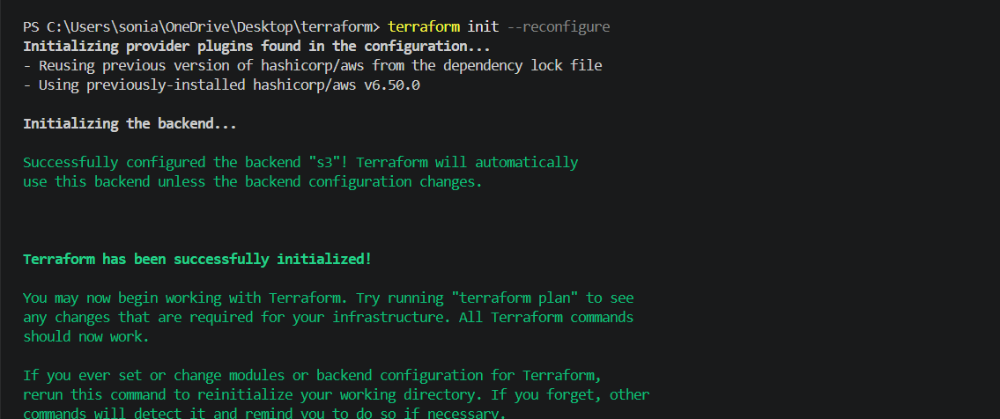 PS C:\Users\sonia\OneDrive\Desktop\terraform> terraform init --reconfigure
Initializing provider plugins found in the configuration...
- Reusing previous version of hashicorp/aws from the dependency lock file
- Using previously-installed hashicorp/aws v6.50.0
Initializing the backend...
Successfully configured the backend "s3"! Terraform will automatically
use this backend unless the backend configuration changes.
Terraform has been successfully initialized!
You may now begin working with Terraform. Try running "terraform plan" to see
any changes that are required for your infrastructure. All Terraform commands
should now work.
If you ever set or change modules or backend configuration for Terraform,
rerun this command to reinitialize your working directory. If you forget, other
commands will detect it and remind you to do so if necessary.